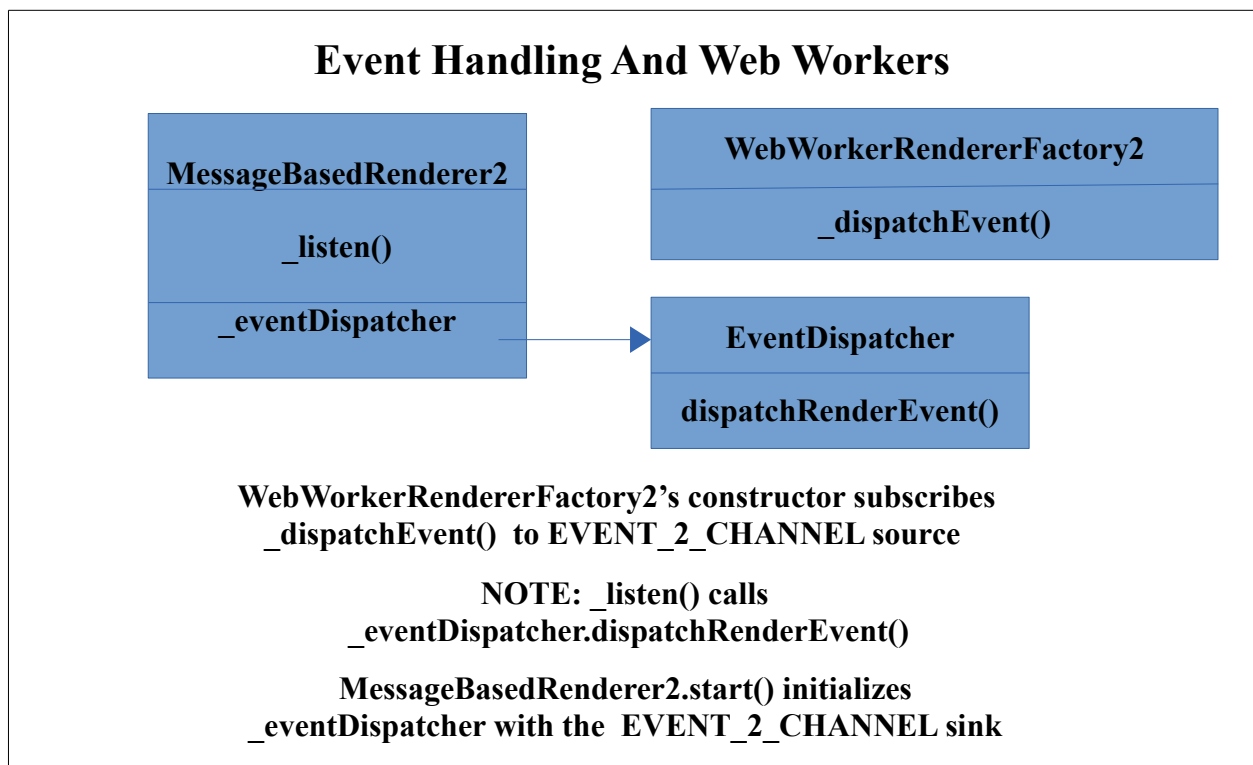 Event Handling And Web Workers
MessageBasedRenderer2
_listen()
_eventDispatcher
WebWorkerRendererFactory2
_dispatchEvent()
EventDispatcher
dispatchRenderEvent()
WebWorkerRendererFactory2’s constructor subscribes
_dispatchEvent()  to EVENT_2_CHANNEL source
NOTE: _listen() calls
_eventDispatcher.dispatchRenderEvent()
MessageBasedRenderer2.start() initializes
_eventDispatcher with the  EVENT_2_CHANNEL sink